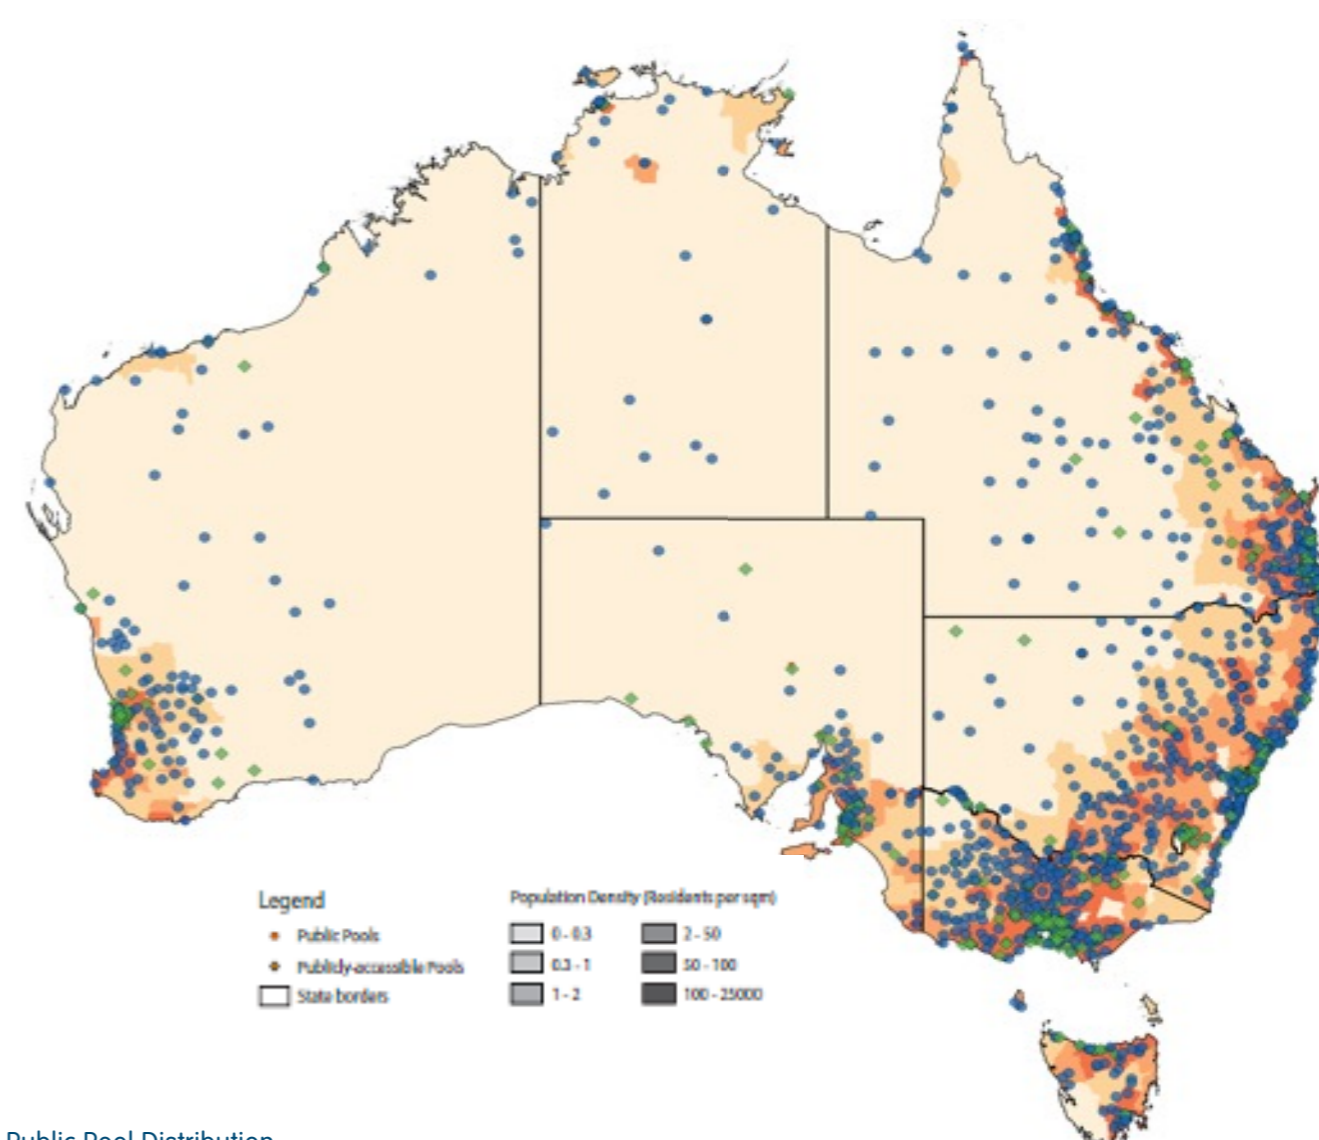 Legend
Public Pools
Publicly-accessible Pools
State borders
Population Density (Residents per sqm)
0 - 0.3
0.3 - 1
1 - 2
2 - 50
50 - 100
100 - 25000
Public Pool Distribution